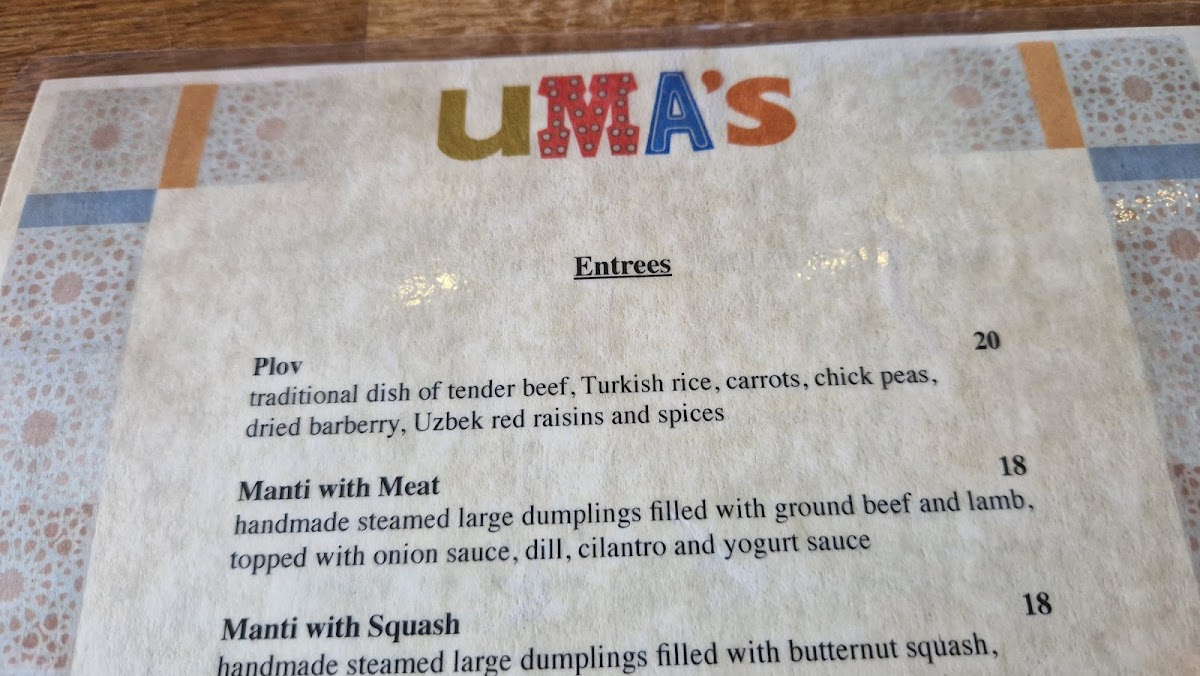 uMA's
Entrees
Plov 20
traditional dish of tender beef, Turkish rice, carrots, chick peas,
dried barberry, Uzbek red raisins and spices
Manti with Meat 18
handmade steamed large dumplings filled with ground beef and lamb,
topped with onion sauce, dill, cilantro and yogurt sauce
Manti with Squash 18
handmade steamed large dumplings filled with butternut squash,